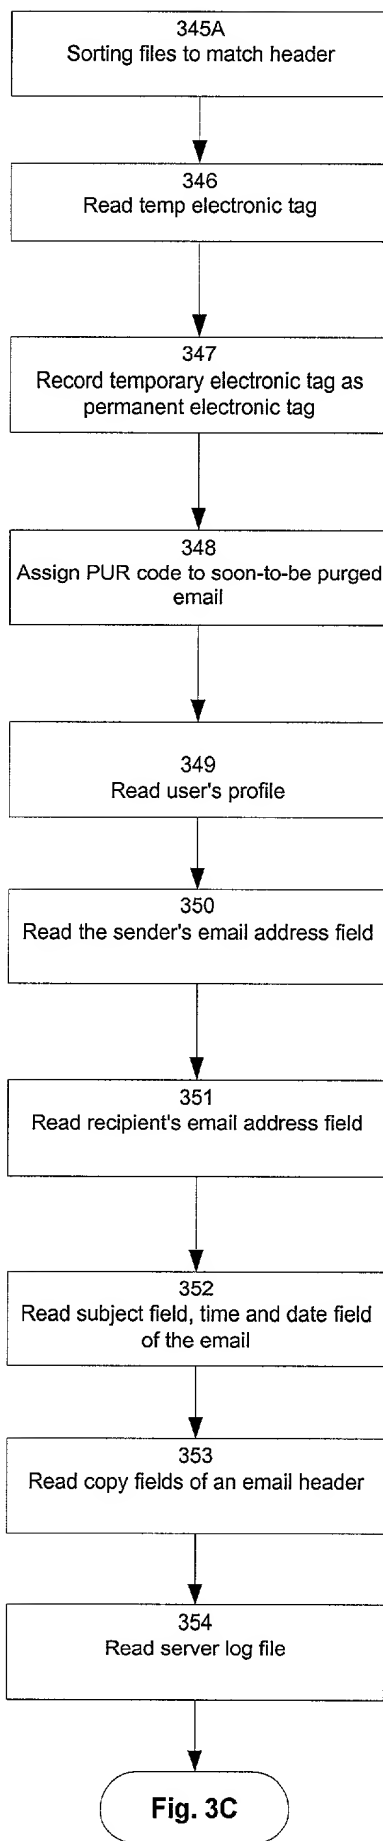 345A
Sorting files to match header
346
Read temp electronic tag
347
Record temporary electronic tag as
permanent electronic tag
348
Assign PUR code to soon-to-be purged
email
349
Read user's profile
350
Read the sender's email address field
351
Read recipient's email address field
352
Read subject field, time and date field
of the email
353
Read copy fields of an email header
354
Read server log file
Fig. 3C